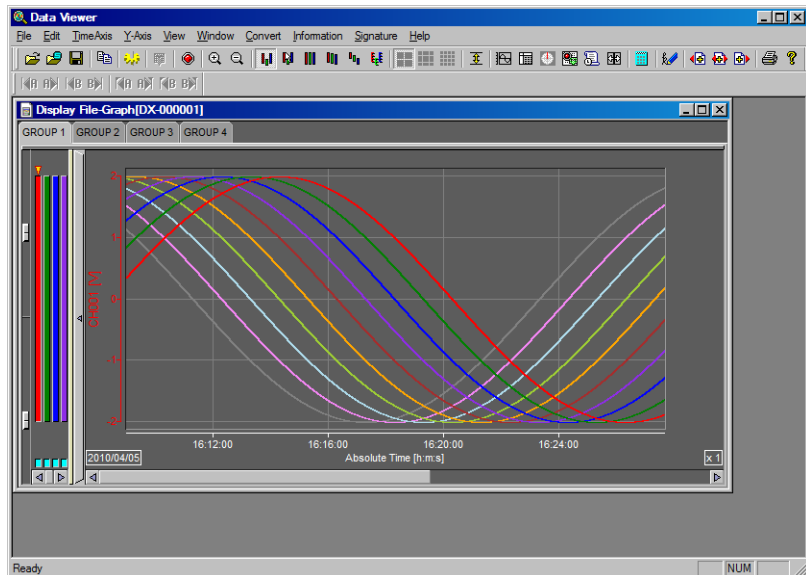 Data Viewer
File Edit TimeAxis Y-Axis View Window Convert Information Signature Help
A A B B A A B B
Display File-Graph[DX-000001]
GROUP 1 GROUP 2 GROUP 3 GROUP 4
2
1
0
-1
-2
CH001 [V]
16:12:00 16:16:00 16:20:00 16:24:00
2010/04/05 Absolute Time [h:m:s] x 1
Ready NUM